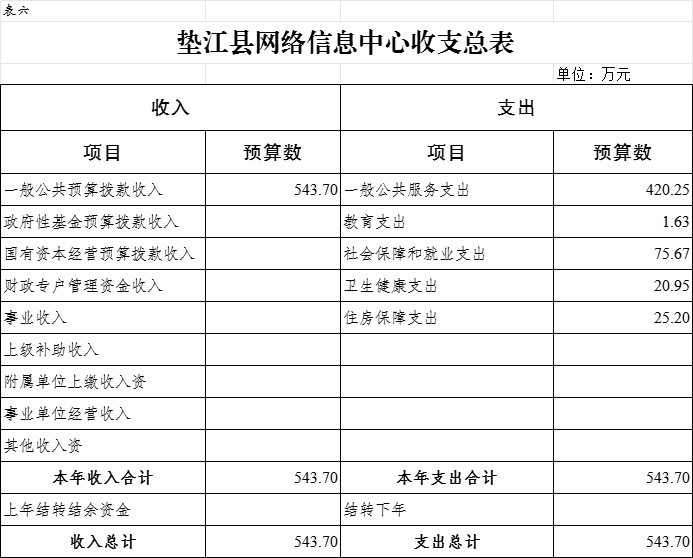 表六
垫江县网络信息中心收支总表
单位：万元
收入 支出
项目 预算数 项目 预算数
一般公共预算拨款收入 543.70 一般公共服务支出 420.25
政府性基金预算拨款收入 教育支出 1.63
国有资本经营预算拨款收入 社会保障和就业支出 75.67
财政专户管理资金收入 卫生健康支出 20.95
事业收入 住房保障支出 25.20
上级补助收入
附属单位上缴收入资
事业单位经营收入
其他收入资
本年收入合计 543.70 本年支出合计 543.70
上年结转结余资金 结转下年
收入总计 543.70 支出总计 543.70